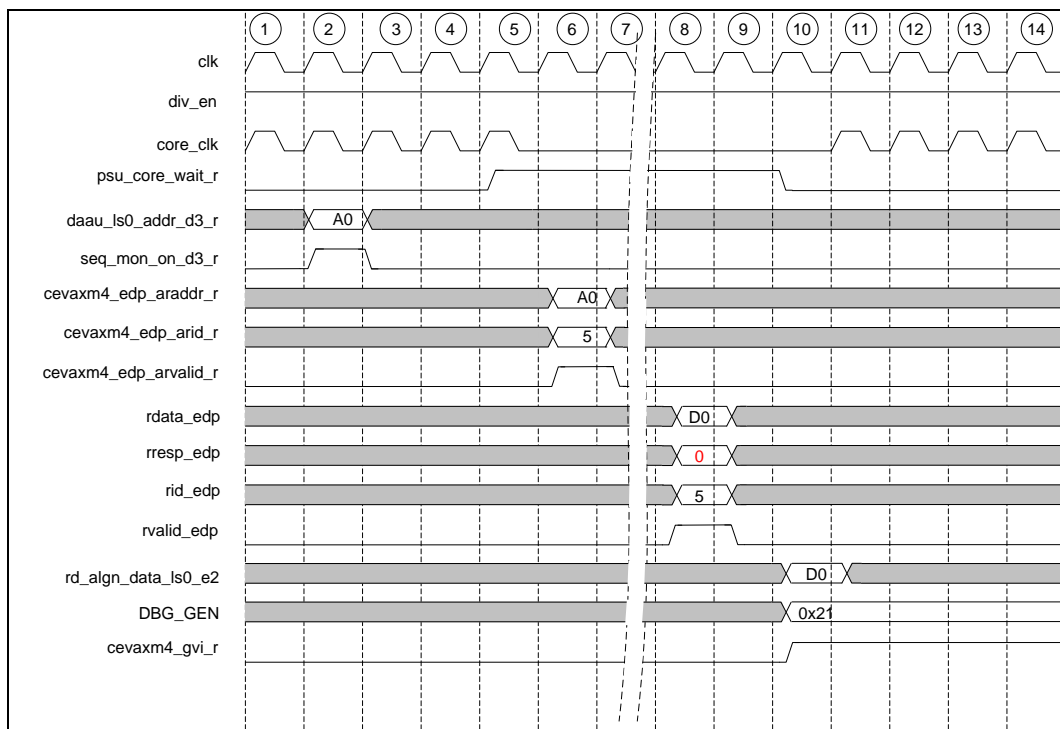 1 2 3 4 5 6 7 8 9 10 11 12 13 14
clk
div_en
core_clk
psu_core_wait_r
daau_ls0_addr_d3_r A0
seq_mon_on_d3_r
cevaxm4_edp_araddr_r A0
cevaxm4_edp_arid_r 5
cevaxm4_edp_arvalid_r
rdata_edp D0
rresp_edp 0
rid_edp 5
rvalid_edp
rd_algn_data_ls0_e2 D0
DBG_GEN 0x21
cevaxm4_gvi_r